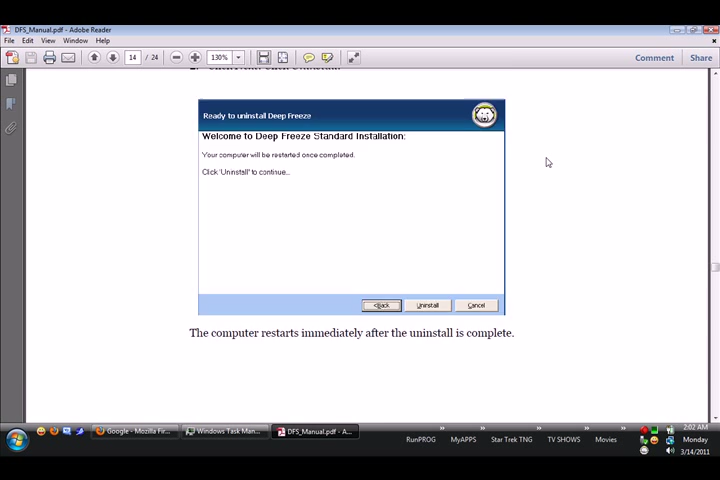 DFS_Manual.pdf - Adobe Reader
File Edit View Window Help
14 / 24 130% Comment Share
Ready to uninstall Deep Freeze
Welcome to Deep Freeze Standard Installation:
Your computer will be restarted once completed.
Click 'Uninstall' to continue...
<Back Uninstall Cancel
The computer restarts immediately after the uninstall is complete.
Google - Mozilla Fir... Windows Task Man... DFS_Manual.pdf - A...
2:02 AM
RunPROG MyAPPS Star Trek TNG TV SHOWS Movies Monday
3/14/2011